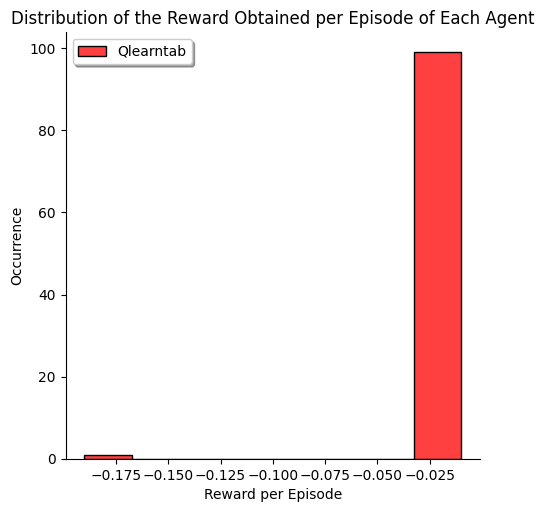 Distribution of the Reward Obtained per Episode of Each Agent
Qlearntab
100
80
60
40
20
0
Occurrence
−0.175 −0.150 −0.125 −0.100 −0.075 −0.050 −0.025
Reward per Episode